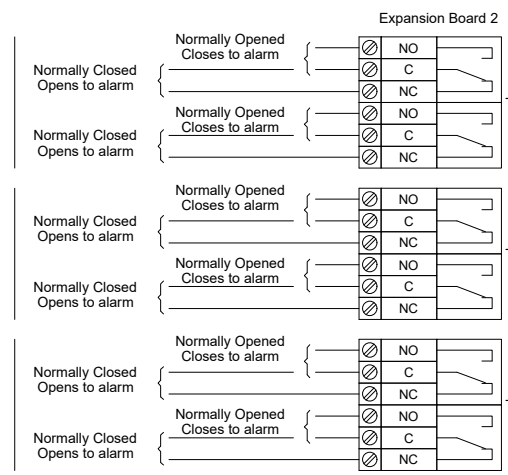 Expansion Board 2
Normally Opened
Closes to alarm
NO
Normally Closed
Opens to alarm
C
NC
Normally Opened
Closes to alarm
NO
Normally Closed
Opens to alarm
C
NC
Normally Opened
Closes to alarm
NO
Normally Closed
Opens to alarm
C
NC
Normally Opened
Closes to alarm
NO
Normally Closed
Opens to alarm
C
NC
Normally Opened
Closes to alarm
NO
Normally Closed
Opens to alarm
C
NC
Normally Opened
Closes to alarm
NO
Normally Closed
Opens to alarm
C
NC